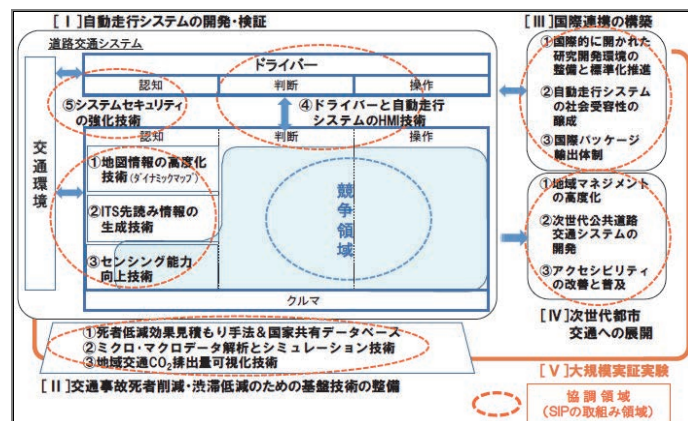 [Ⅰ]自動走行システムの開発・検証
道路交通システム
ドライバー
認知
判断
操作
⑤システムセキュリティ
の強化技術
④ドライバーと自動走行
システムのHMI技術
交通環境
認知
判断
操作
①地図情報の高度化
技術(ダイナミックマップ)
②ITS先読み情報の
生成技術
③センシング能力
向上技術
競争領域
クルマ
①死者低減効果見積もり手法&国家共有データベース
②ミクロ・マクロデータ解析とシミュレーション技術
③地域交通CO₂排出量可視化技術
[Ⅱ]交通事故死者削減・渋滞低減のための基盤技術の整備
[Ⅲ]国際連携の構築
①国際的に開かれた
研究開発環境の
整備と標準化推進
②自動走行システム
の社会受容性の
醸成
③国際パッケージ
輸出体制
①地域マネジメント
の高度化
②次世代公共道路
交通システムの
開発
③アクセシビリティ
の改善と普及
[Ⅳ]次世代都市
交通への展開
[Ⅴ]大規模実証実験
協調領域
(SIPの取組み領域)